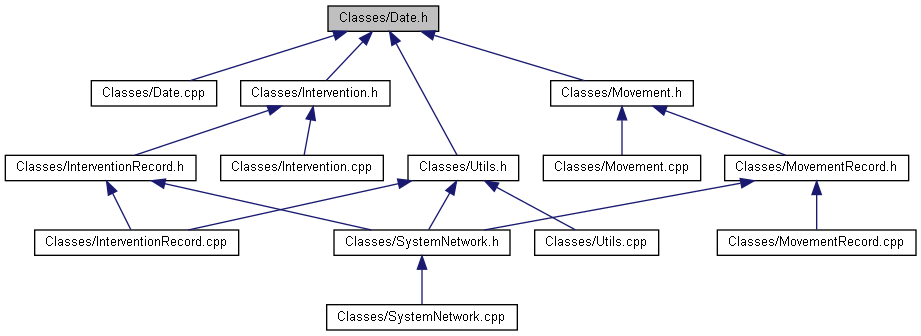 Classes/Date.h
Classes/Date.cpp
Classes/Intervention.h
Classes/Movement.h
Classes/InterventionRecord.h
Classes/Intervention.cpp
Classes/Utils.h
Classes/Movement.cpp
Classes/MovementRecord.h
Classes/InterventionRecord.cpp
Classes/SystemNetwork.h
Classes/Utils.cpp
Classes/MovementRecord.cpp
Classes/SystemNetwork.cpp